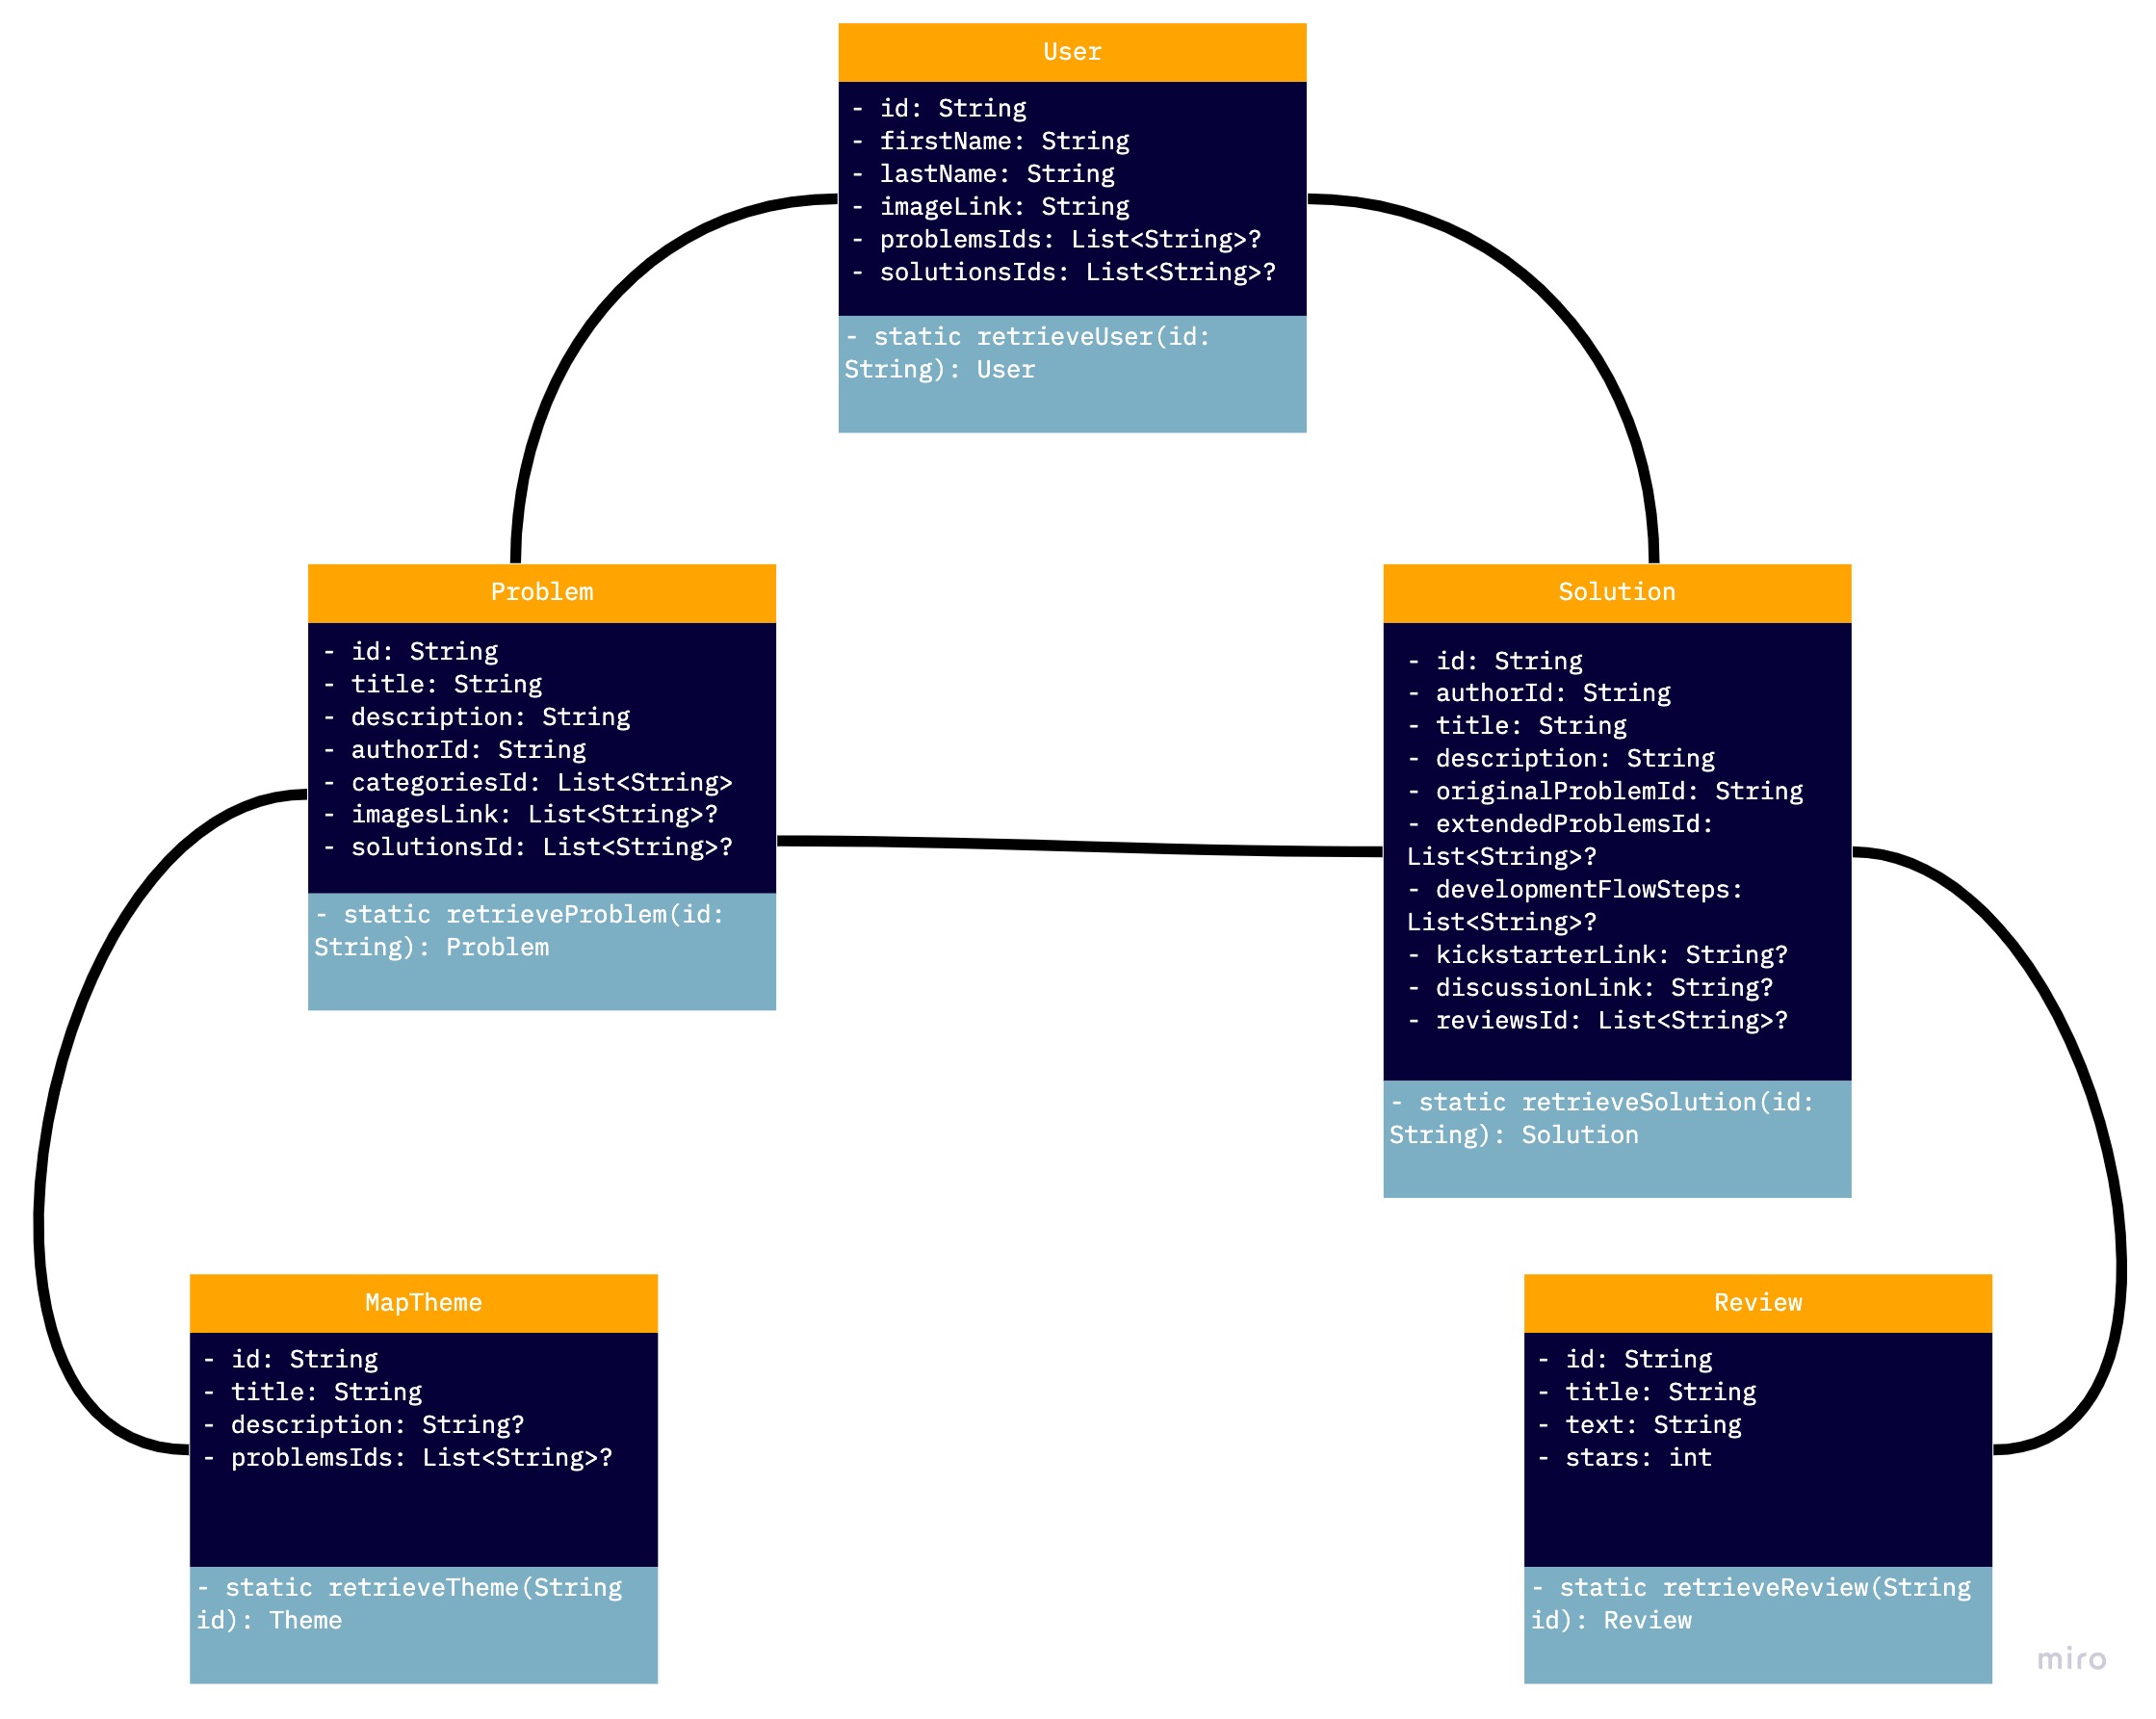 User
- id: String
- firstName: String
- lastName: String
- imageLink: String
- problemsIds: List<String>?
- solutionsIds: List<String>?
- static retrieveUser(id:
String): User
Problem
- id: String
- title: String
- description: String
- authorId: String
- categoriesId: List<String>
- imagesLink: List<String>?
- solutionsId: List<String>?
- static retrieveProblem(id:
String): Problem
Solution
- id: String
- authorId: String
- title: String
- description: String
- originalProblemId: String
- extendedProblemsId:
List<String>?
- developmentFlowSteps:
List<String>?
- kickstarterLink: String?
- discussionLink: String?
- reviewsId: List<String>?
- static retrieveSolution(id:
String): Solution
MapTheme
- id: String
- title: String
- description: String?
- problemsIds: List<String>?
- static retrieveTheme(String
id): Theme
Review
- id: String
- title: String
- text: String
- stars: int
- static retrieveReview(String
id): Review
miro